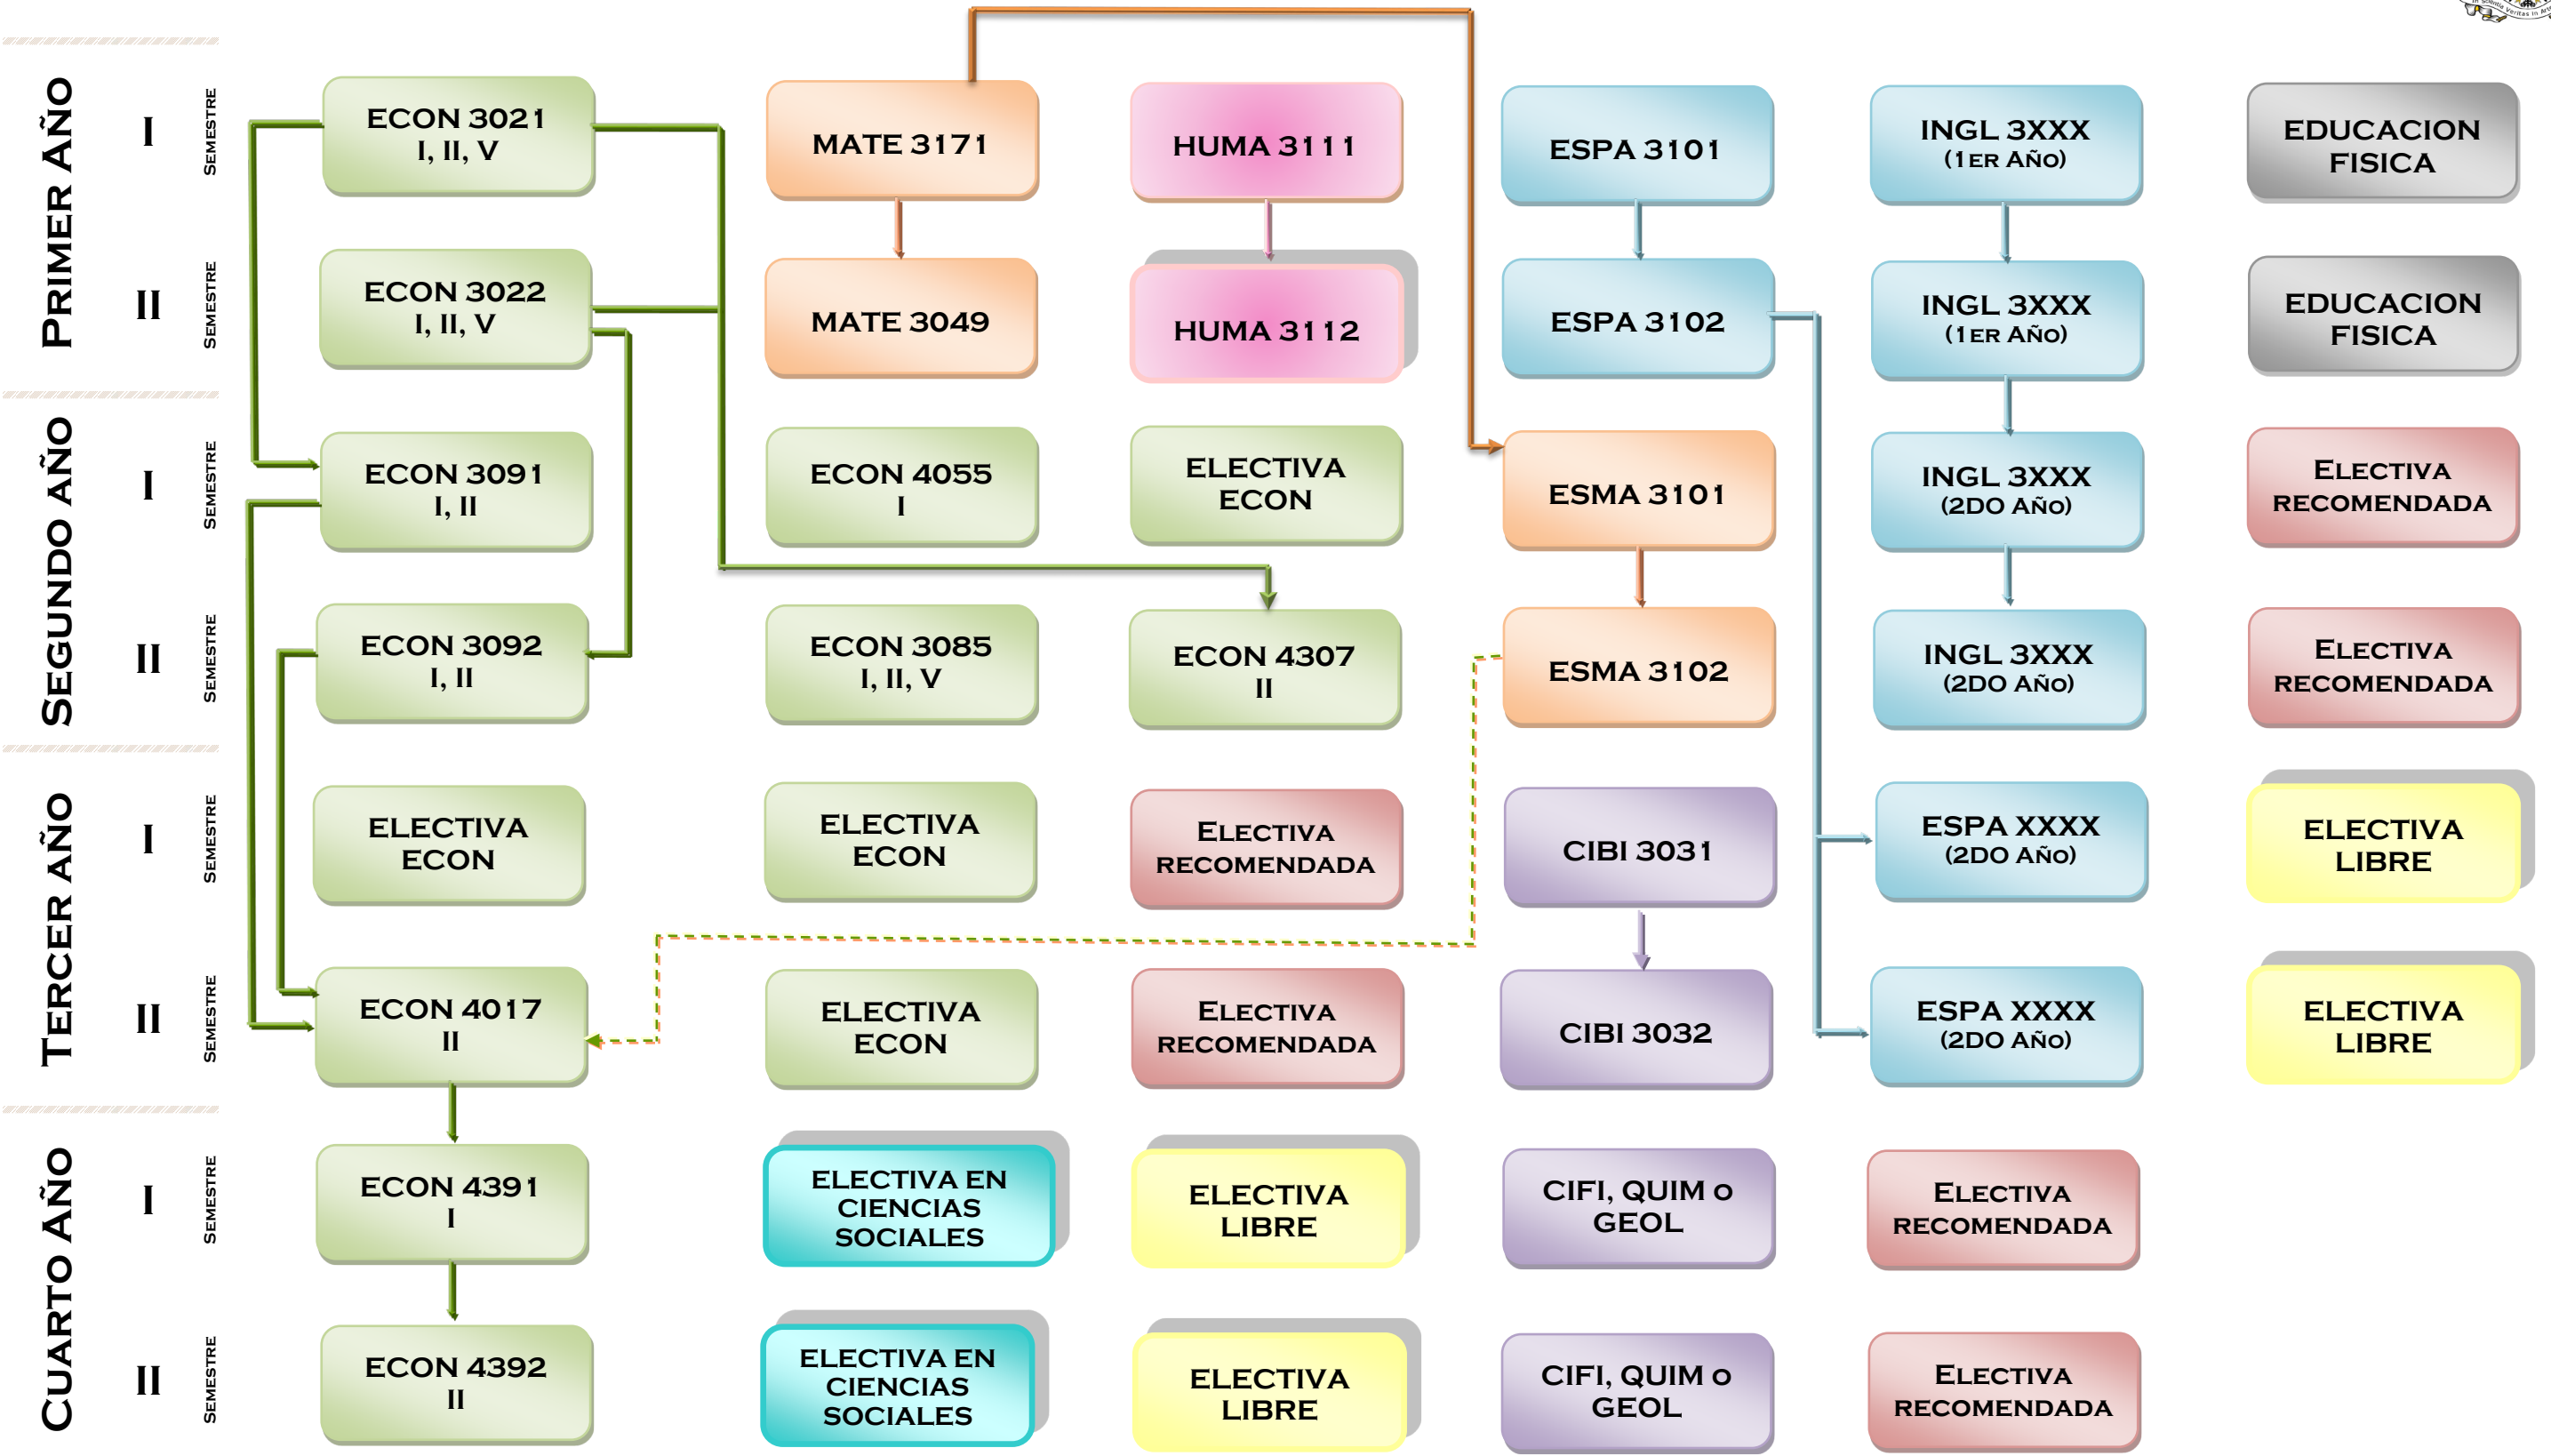 PRIMER AÑO
I
SEMESTRE
ECON 3021
I, II, V
MATE 3171
HUMA 3111
ESPA 3101
INGL 3XXX
(1ER AÑO)
EDUCACION
FISICA
II
SEMESTRE
ECON 3022
I, II, V
MATE 3049
HUMA 3112
ESPA 3102
INGL 3XXX
(1ER AÑO)
EDUCACION
FISICA
SEGUNDO AÑO
I
SEMESTRE
ECON 3091
I, II
ECON 4055
I
ELECTIVA
ECON
ESMA 3101
INGL 3XXX
(2DO AÑO)
ELECTIVA
RECOMENDADA
II
SEMESTRE
ECON 3092
I, II
ECON 3085
I, II, V
ECON 4307
II
ESMA 3102
INGL 3XXX
(2DO AÑO)
ELECTIVA
RECOMENDADA
TERCER AÑO
I
SEMESTRE
ELECTIVA
ECON
ELECTIVA
ECON
ELECTIVA
RECOMENDADA
CIBI 3031
ESPA XXXX
(2DO AÑO)
ELECTIVA
LIBRE
II
SEMESTRE
ECON 4017
II
ELECTIVA
ECON
ELECTIVA
RECOMENDADA
CIBI 3032
ESPA XXXX
(2DO AÑO)
ELECTIVA
LIBRE
CUARTO AÑO
I
SEMESTRE
ECON 4391
I
ELECTIVA EN
CIENCIAS
SOCIALES
ELECTIVA
LIBRE
CIFI, QUIM O
GEOL
ELECTIVA
RECOMENDADA
II
SEMESTRE
ECON 4392
II
ELECTIVA EN
CIENCIAS
SOCIALES
ELECTIVA
LIBRE
CIFI, QUIM O
GEOL
ELECTIVA
RECOMENDADA